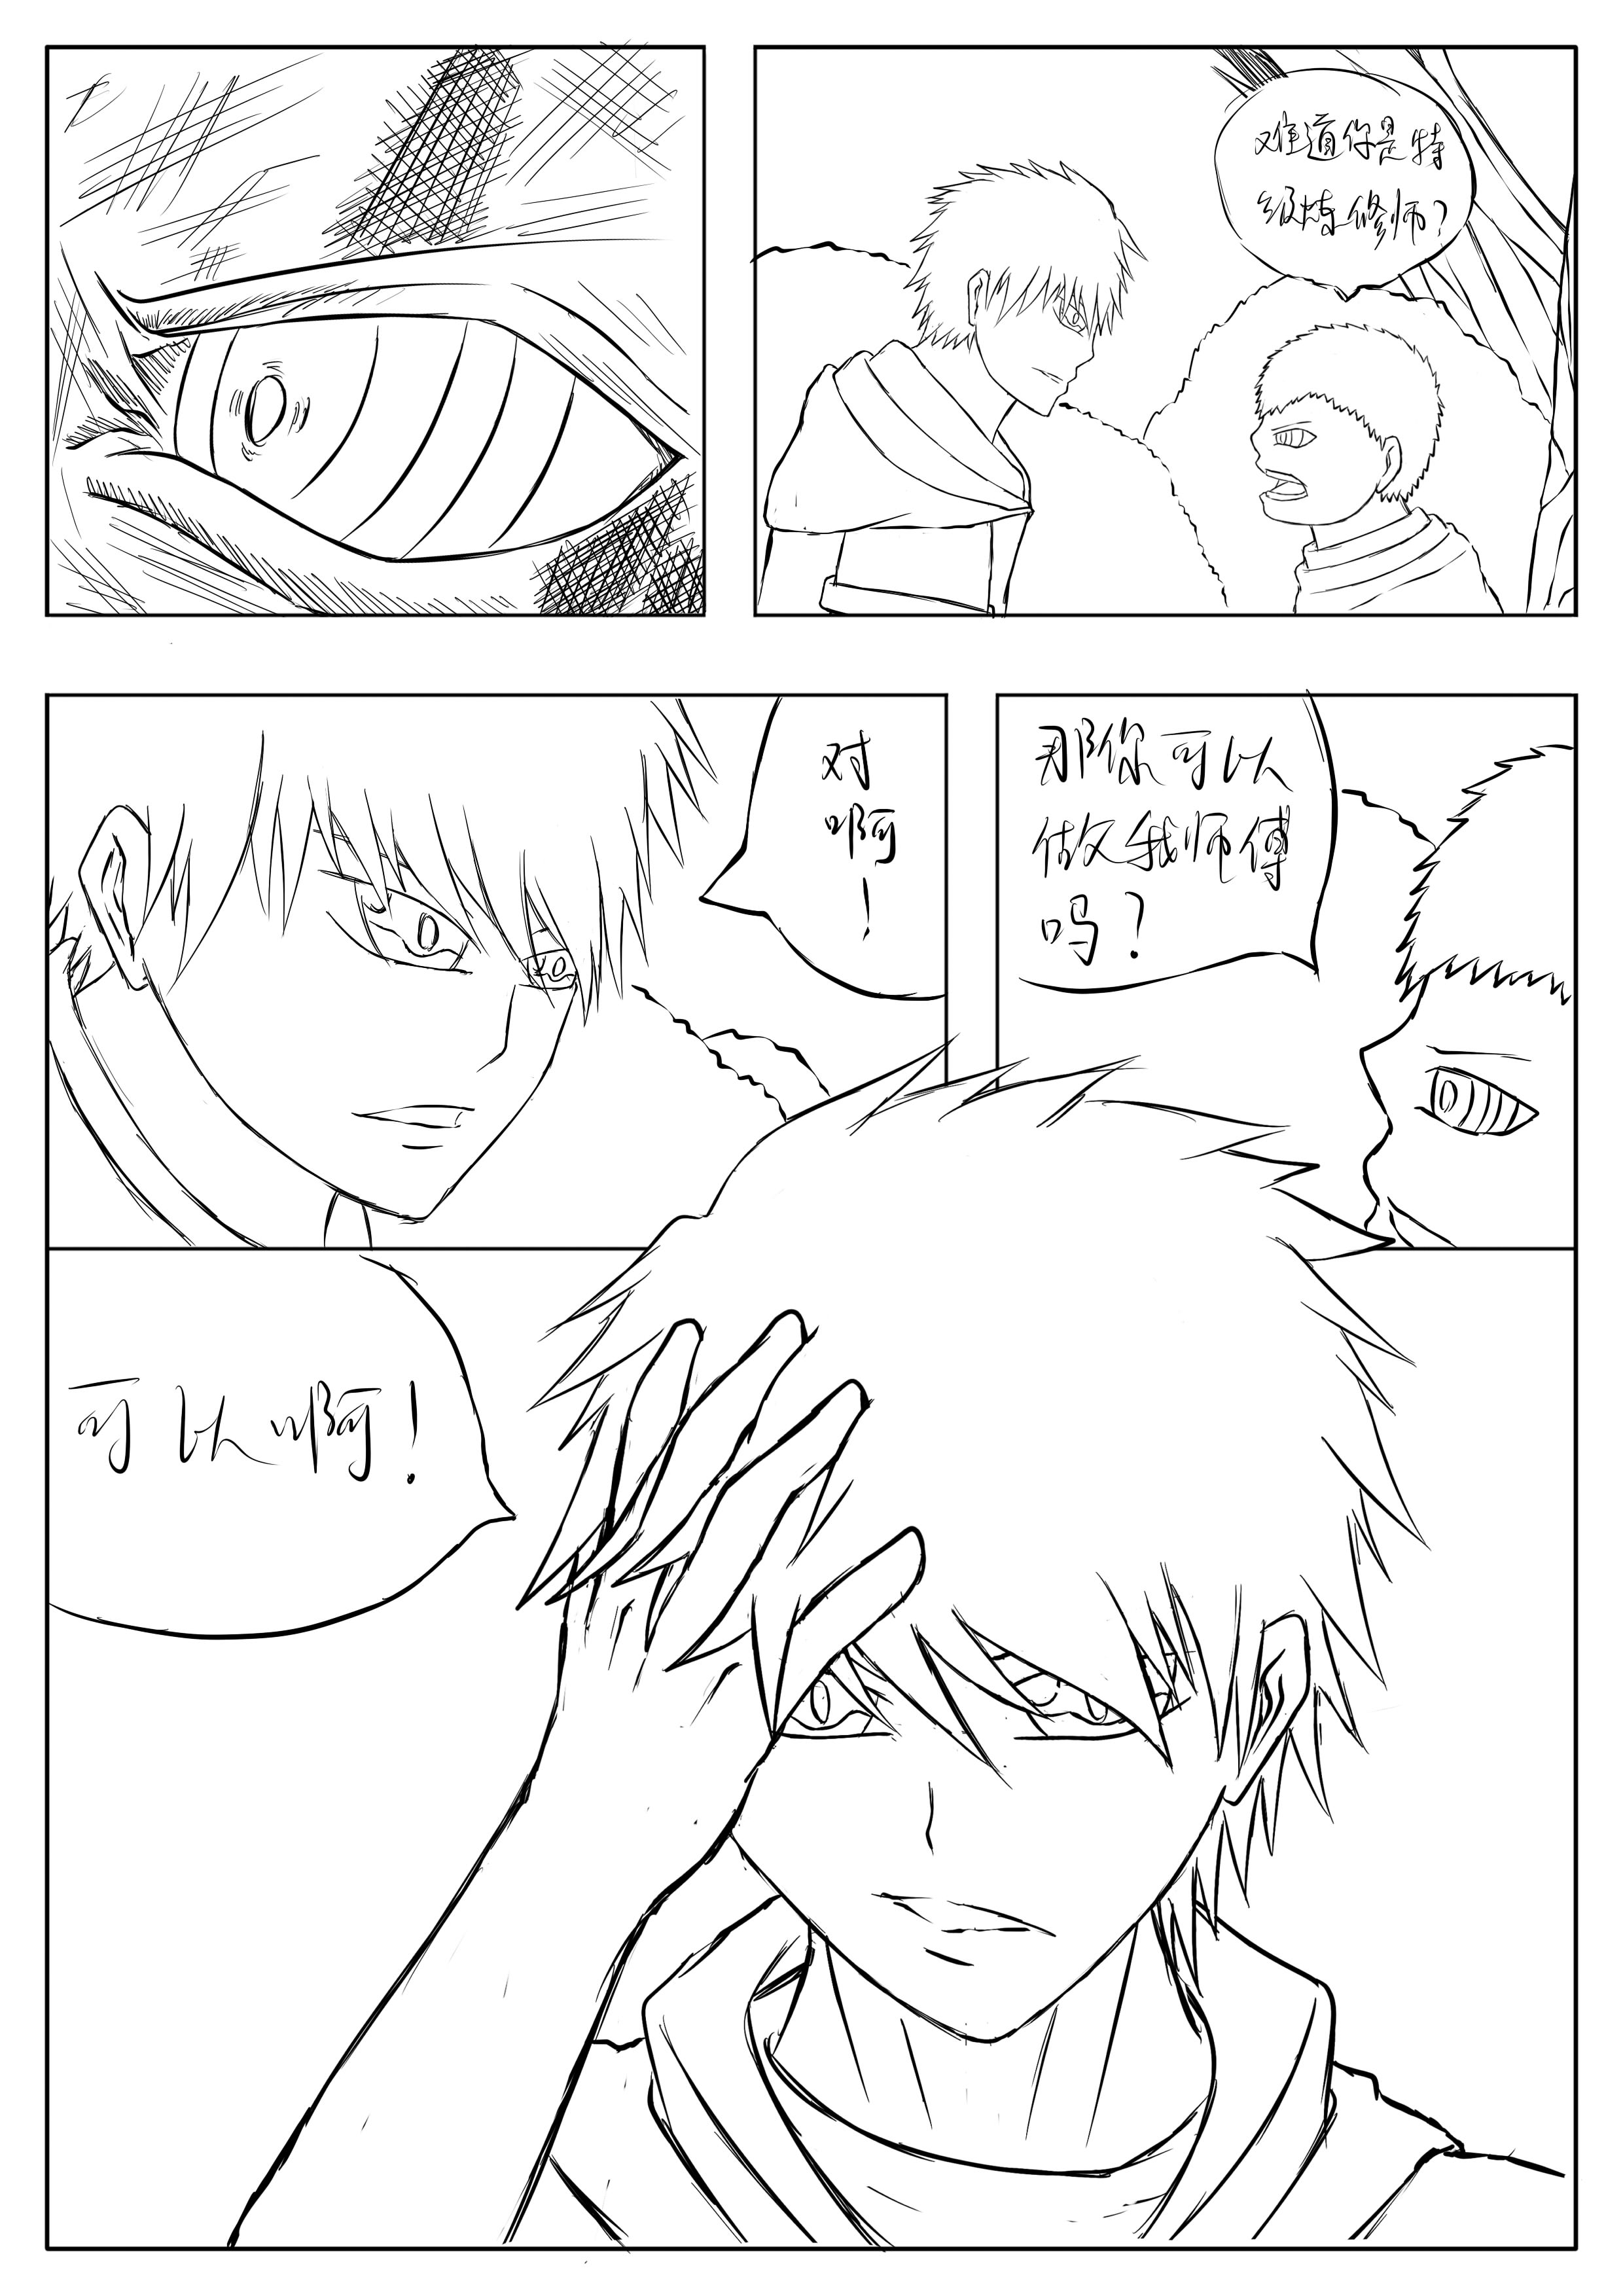 难道你是特
级炼修师？
对
啊
！
那你可以
做我师傅
吗？
可以啊！